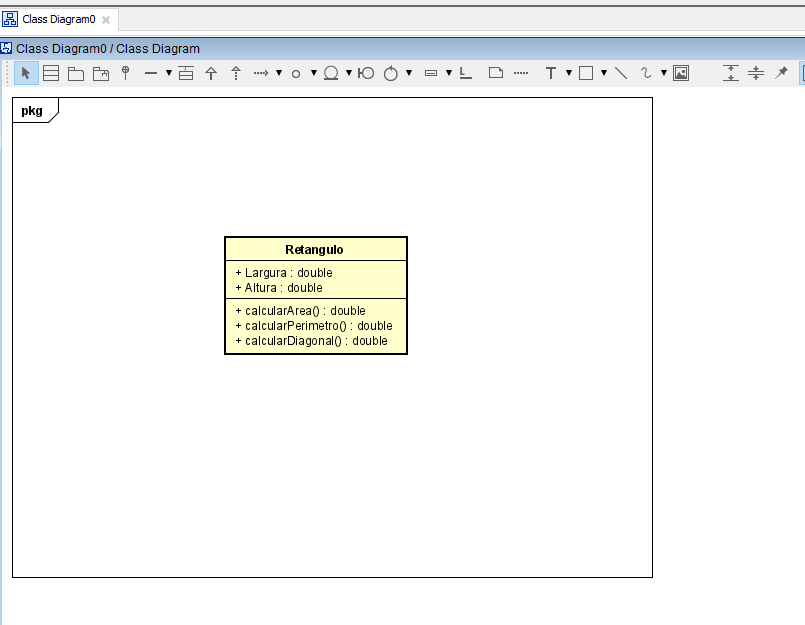 Class Diagram0
Class Diagram0 / Class Diagram
pkg
Retangulo
+ Largura : double
+ Altura : double
+ calcularArea() : double
+ calcularPerimetro() : double
+ calcularDiagonal() : double